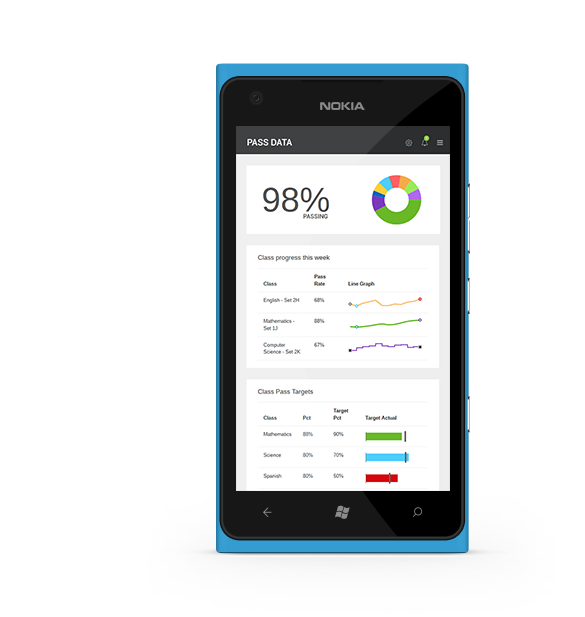 NOKIA
PASS DATA
98%
PASSING
Class progress this week
Class Pass Rate Line Graph
English - Set 2H 68%
Mathematics - Set 1J 88%
Computer Science - Set 2K 67%
Class Pass Targets
Class Pct Target Pct Target Actual
Mathematics 80% 90%
Science 80% 70%
Spanish 80% 50%